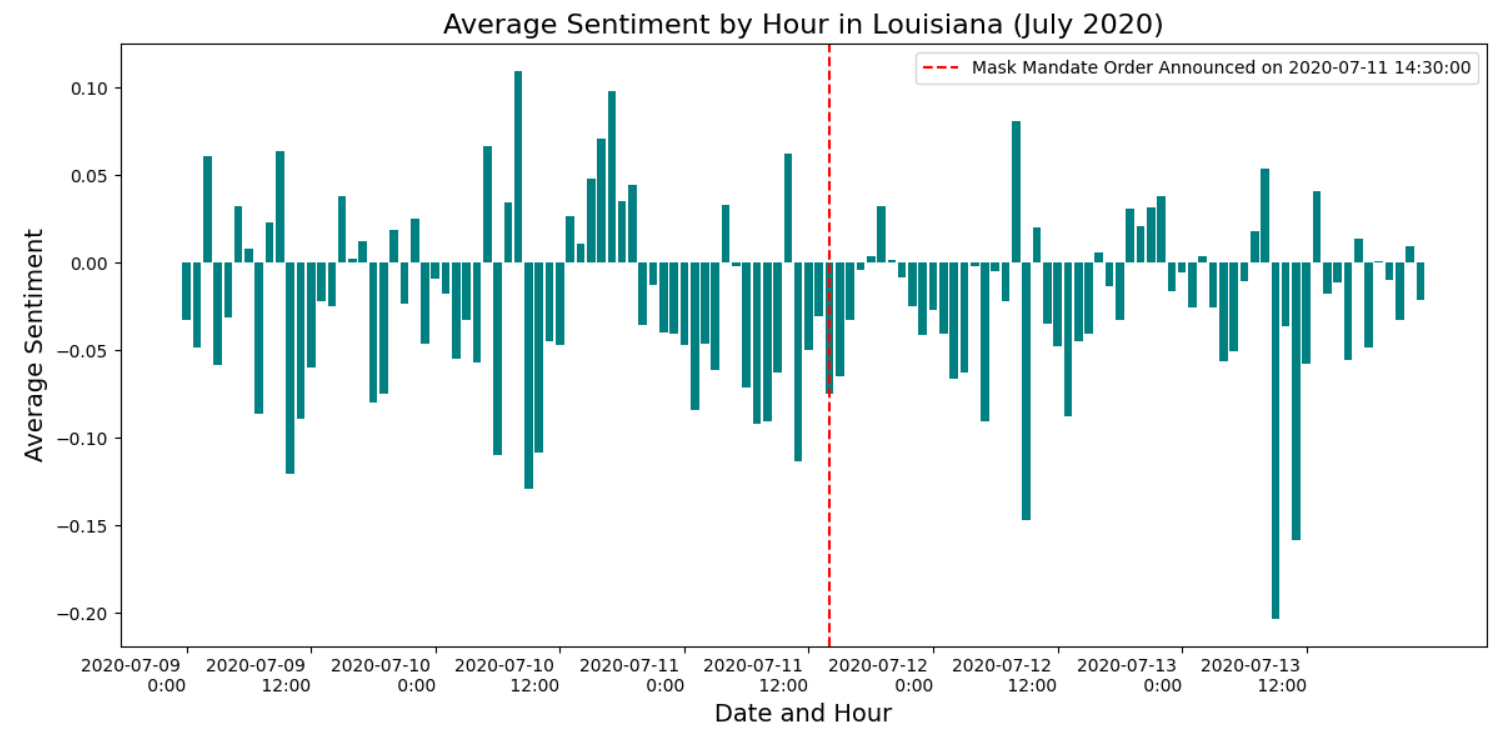 Average Sentiment by Hour in Louisiana (July 2020)
Mask Mandate Order Announced on 2020-07-11 14:30:00
Average Sentiment
0.10
0.05
0.00
−0.05
−0.10
−0.15
−0.20
2020-07-09 2020-07-09 2020-07-10 2020-07-10 2020-07-11 2020-07-11 2020-07-12 2020-07-12 2020-07-13 2020-07-13
0:00 12:00 0:00 12:00 0:00 12:00 0:00 12:00 0:00 12:00
Date and Hour